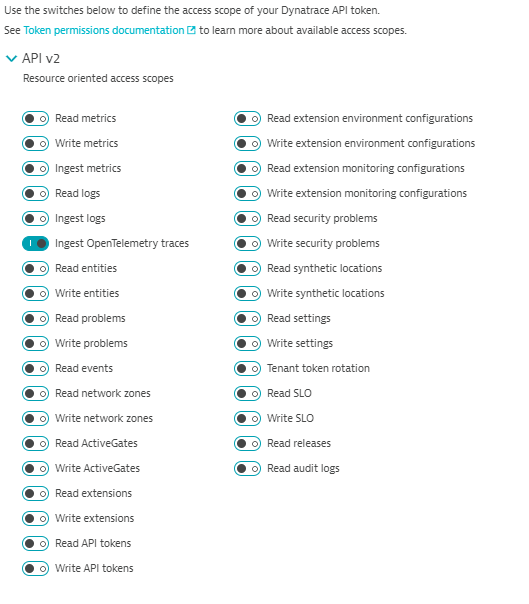 Use the switches below to define the access scope of your Dynatrace API token.
See Token permissions documentation to learn more about available access scopes.
API v2
Resource oriented access scopes
Read metrics
Write metrics
Ingest metrics
Read logs
Ingest logs
Ingest OpenTelemetry traces
Read entities
Write entities
Read problems
Write problems
Read events
Read network zones
Write network zones
Read ActiveGates
Write ActiveGates
Read extensions
Write extensions
Read API tokens
Write API tokens
Read extension environment configurations
Write extension environment configurations
Read extension monitoring configurations
Write extension monitoring configurations
Read security problems
Write security problems
Read synthetic locations
Write synthetic locations
Read settings
Write settings
Tenant token rotation
Read SLO
Write SLO
Read releases
Read audit logs